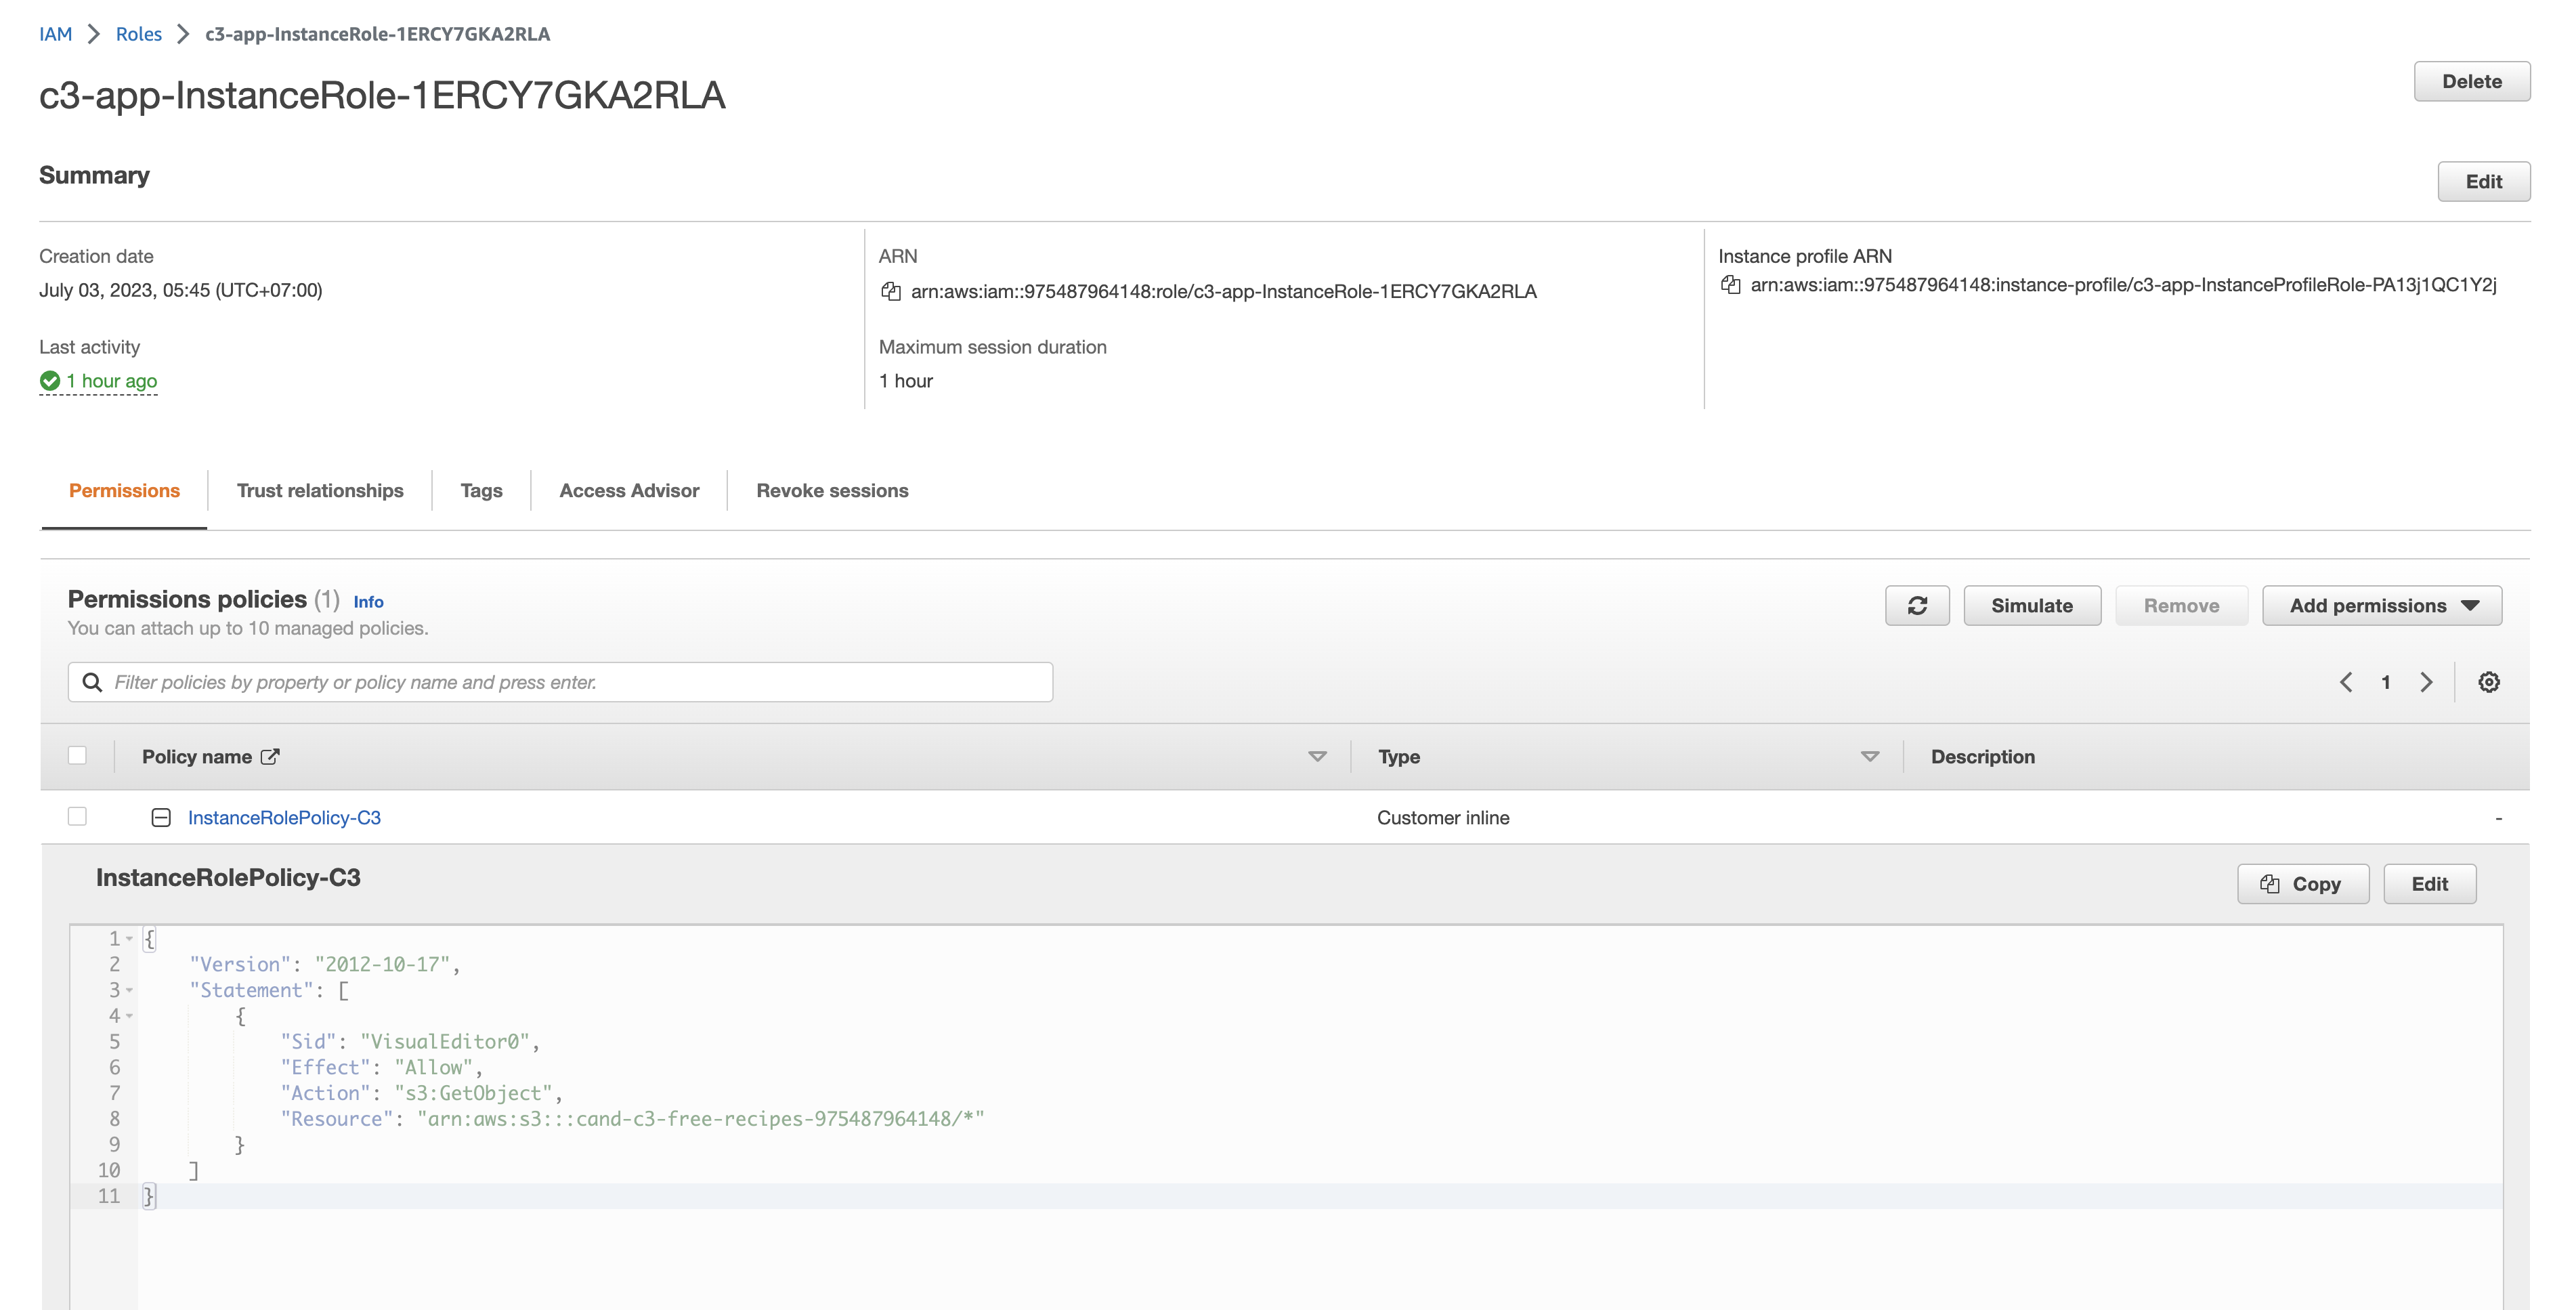 IAM > Roles > c3-app-InstanceRole-1ERCY7GKA2RLA
c3-app-InstanceRole-1ERCY7GKA2RLA
Delete
Summary
Edit
Creation date
July 03, 2023, 05:45 (UTC+07:00)
Last activity
1 hour ago
ARN
arn:aws:iam::975487964148:role/c3-app-InstanceRole-1ERCY7GKA2RLA
Maximum session duration
1 hour
Instance profile ARN
arn:aws:iam::975487964148:instance-profile/c3-app-InstanceProfileRole-PA13j1QC1Y2j
Permissions
Trust relationships
Tags
Access Advisor
Revoke sessions
Permissions policies (1) Info
You can attach up to 10 managed policies.
Simulate
Remove
Add permissions
Filter policies by property or policy name and press enter.
1
Policy name
Type
Description
InstanceRolePolicy-C3
Customer inline
-
InstanceRolePolicy-C3
Copy
Edit
1 {
2 "Version": "2012-10-17",
3 "Statement": [
4 {
5 "Sid": "VisualEditor0",
6 "Effect": "Allow",
7 "Action": "s3:GetObject",
8 "Resource": "arn:aws:s3:::cand-c3-free-recipes-975487964148/*"
9 }
10 ]
11 }